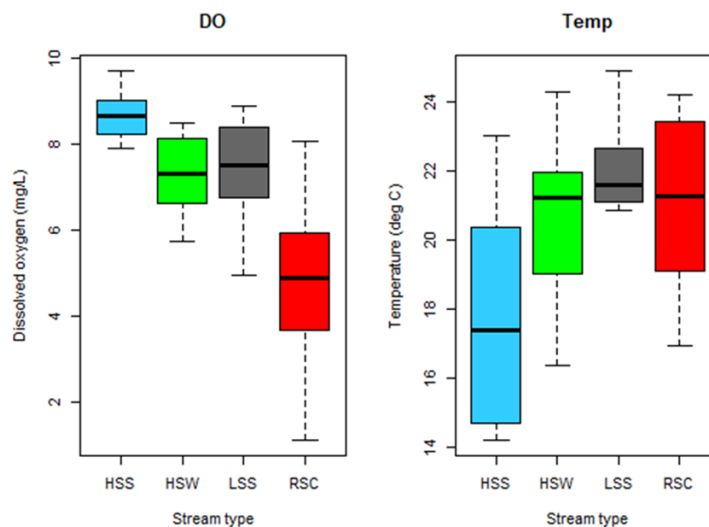 DO
Dissolved oxygen (mg/L)
10
8
6
4
2
HSS HSW LSS RSC
Stream type
Temp
Temperature (deg C)
24
22
20
18
16
14
HSS HSW LSS RSC
Stream type